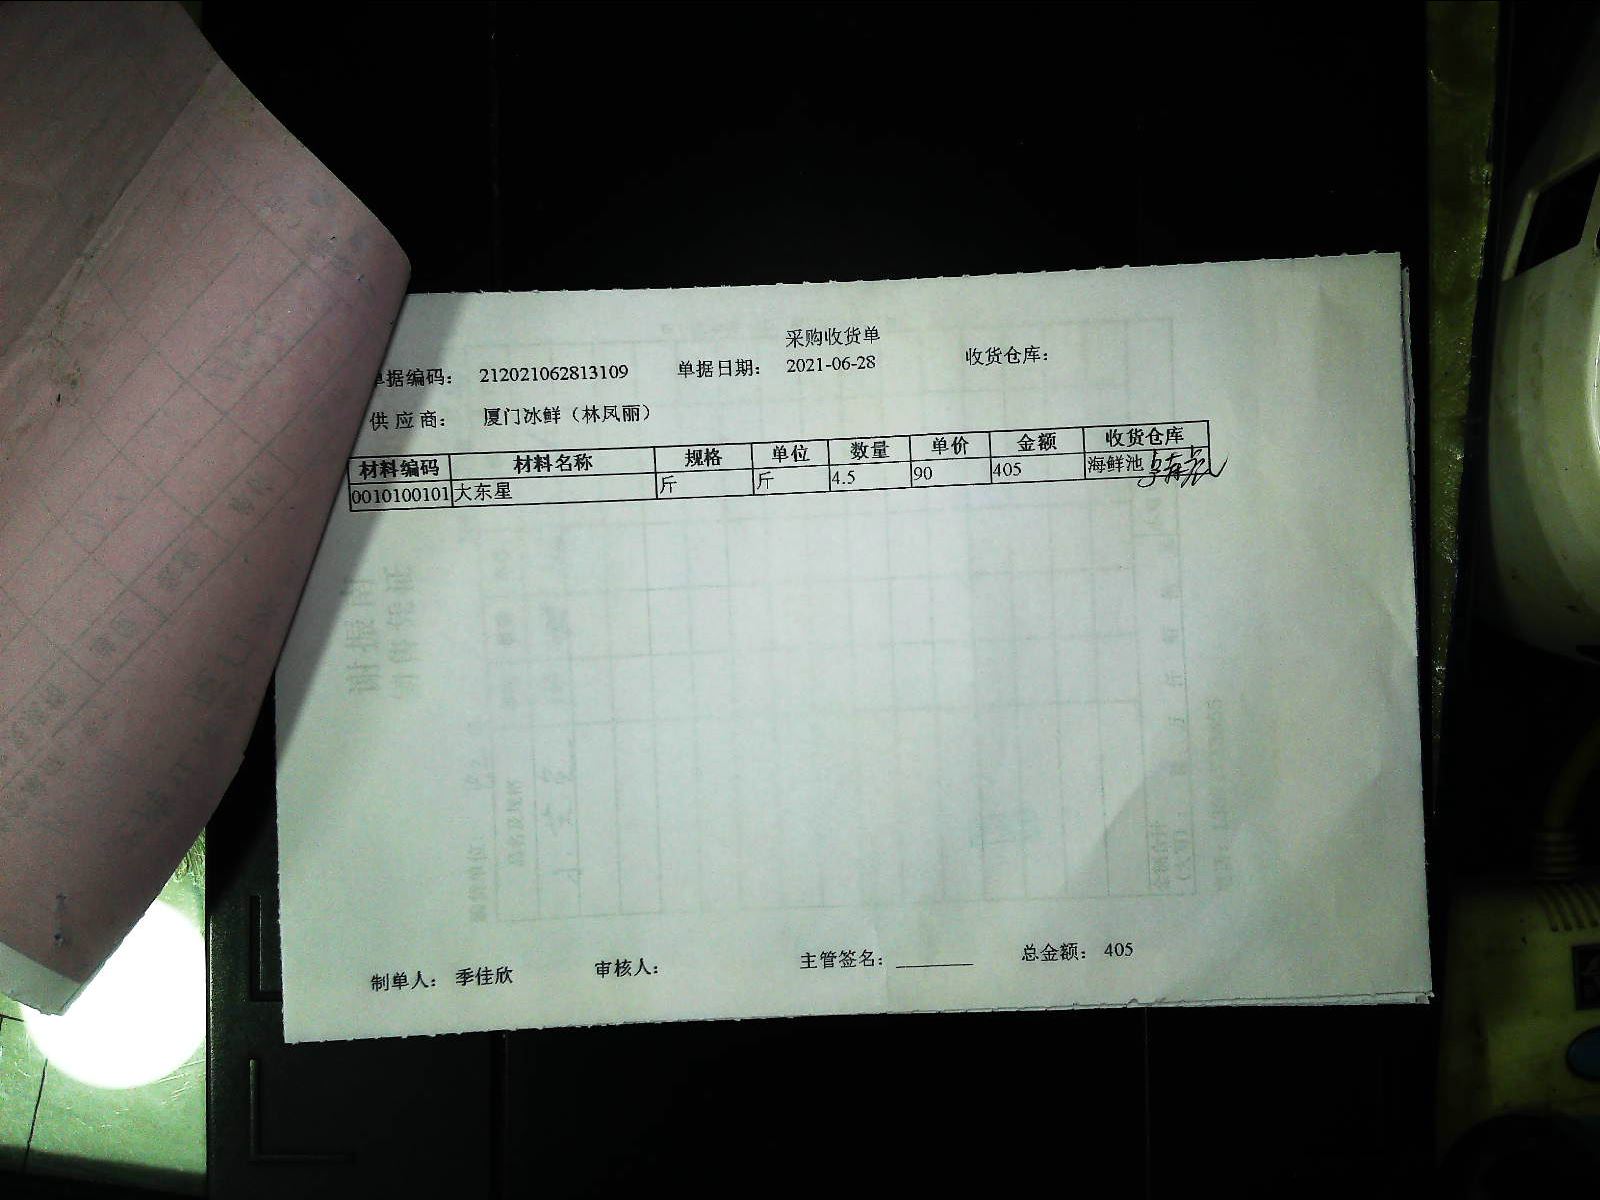 采购收货单
单据编码： 212021062813109 单据日期： 2021-06-28 收货仓库：
供应商： 厦门冰鲜（林凤丽）
材料编码 材料名称 规格 单位 数量 单价 金额 收货仓库
0010100101 大东星 斤 斤 4.5 90 405 海鲜池
制单人： 季佳欣 审核人： 主管签名： ________ 总金额： 405